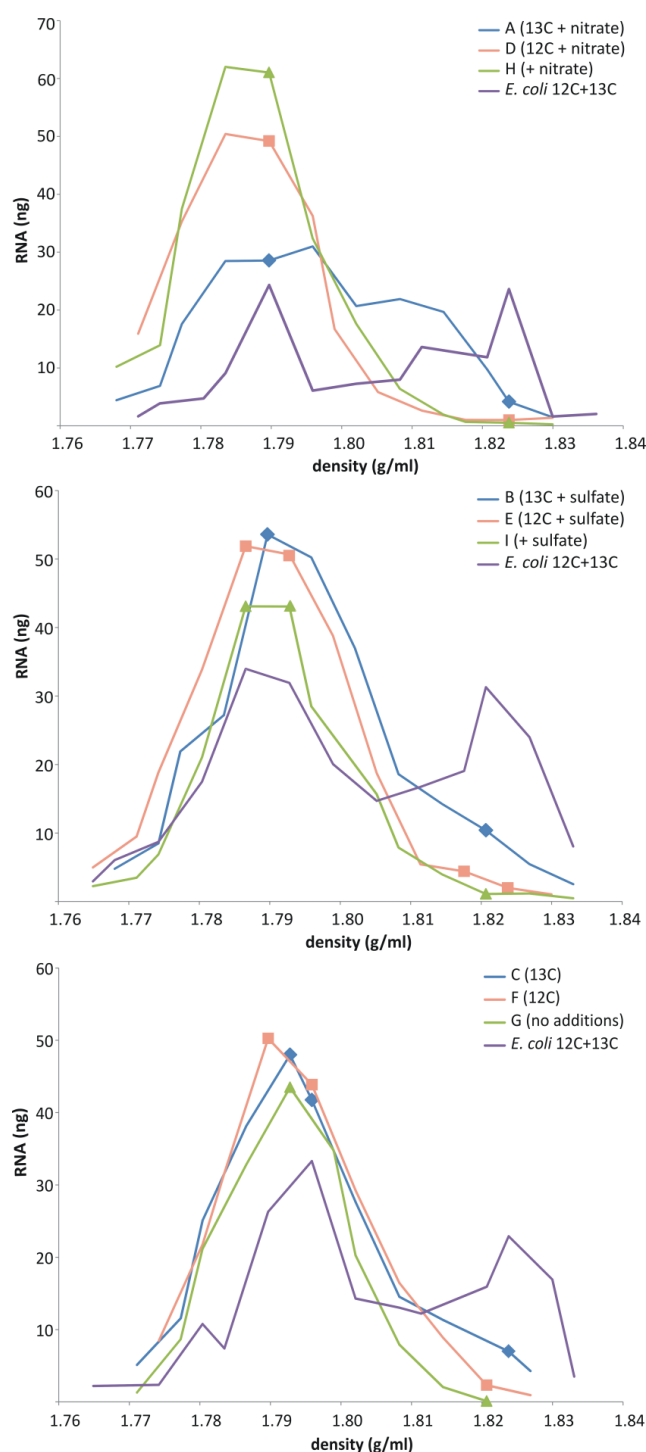 70
60
50
40
30
20
10
RNA (ng)
A (13C + nitrate)
D (12C + nitrate)
H (+ nitrate)
E. coli 12C+13C
1.76 1.77 1.78 1.79 1.80 1.81 1.82 1.83 1.84
density (g/ml)
60
50
40
30
20
10
RNA (ng)
B (13C + sulfate)
E (12C + sulfate)
I (+ sulfate)
E. coli 12C+13C
1.76 1.77 1.78 1.79 1.80 1.81 1.82 1.83 1.84
density (g/ml)
60
50
40
30
20
10
RNA (ng)
C (13C)
F (12C)
G (no additions)
E. coli 12C+13C
1.76 1.77 1.78 1.79 1.80 1.81 1.82 1.83 1.84
density (g/ml)